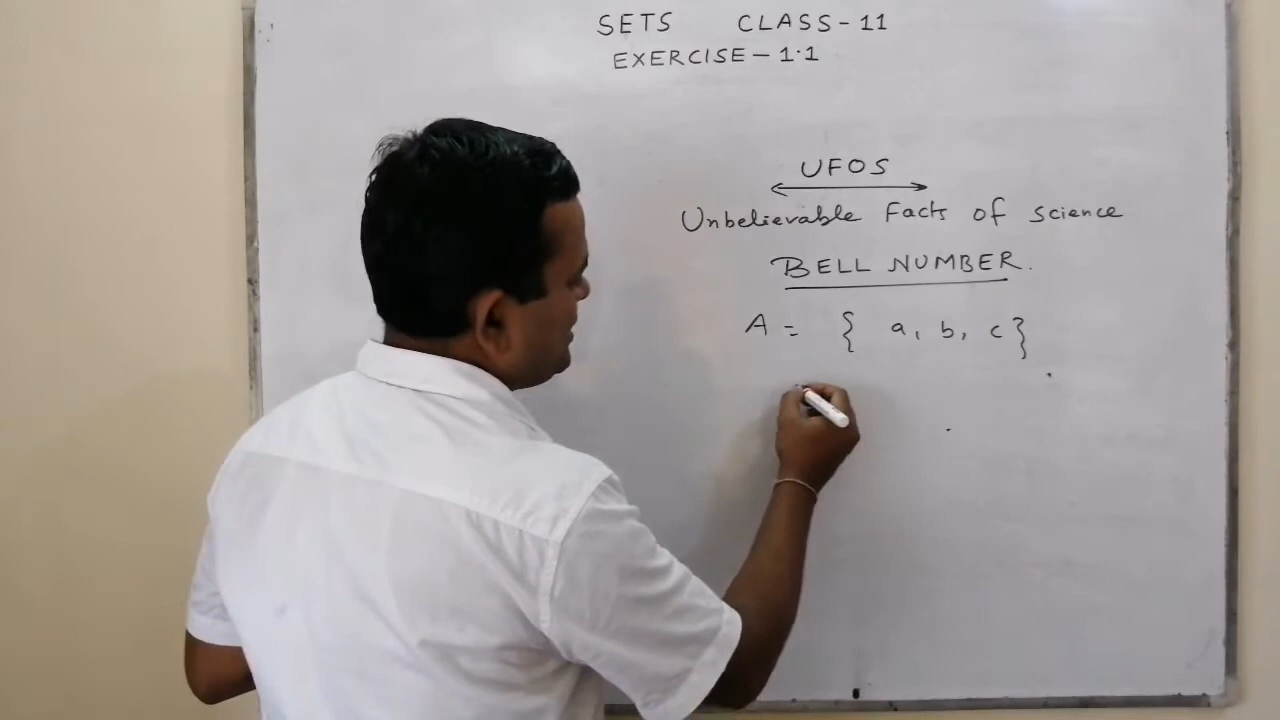 SETS CLASS-11
EXERCISE-1.1
UFOS
Unbelievable Facts of science
BELL NUMBER.
A = { a, b, c}